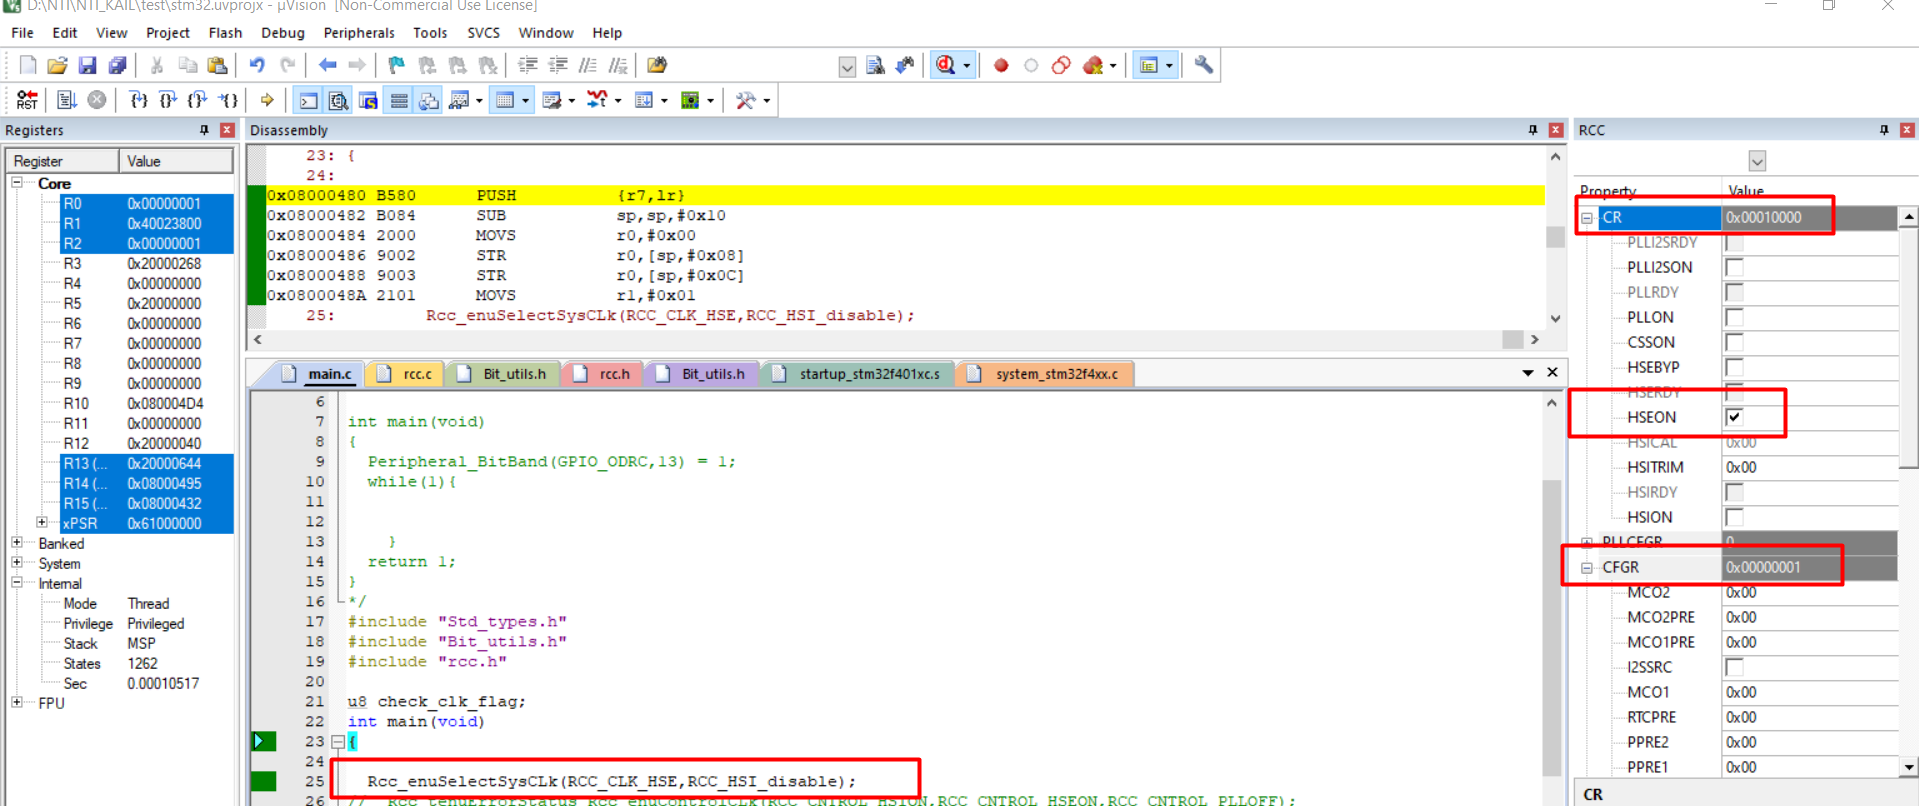 D:\NTI\NTI_KAIL\test\stm32.uvprojx - µVision  [Non-Commercial Use License]
File Edit View Project Flash Debug Peripherals Tools SVCS Window Help
RST
Registers
Register Value
Core
R0 0x00000001
R1 0x40023800
R2 0x00000001
R3 0x20000268
R4 0x00000000
R5 0x20000000
R6 0x00000000
R7 0x00000000
R8 0x00000000
R9 0x00000000
R10 0x080004D4
R11 0x00000000
R12 0x20000040
R13 (... 0x20000644
R14 (... 0x08000495
R15 (... 0x08000432
xPSR 0x61000000
Banked
System
Internal
Mode Thread
Privilege Privileged
Stack MSP
States 1262
Sec 0.00010517
FPU
Disassembly
23: {
24:
0x08000480 B580 PUSH {r7,lr}
0x08000482 B084 SUB sp,sp,#0x10
0x08000484 2000 MOVS r0,#0x00
0x08000486 9002 STR r0,[sp,#0x08]
0x08000488 9003 STR r0,[sp,#0x0C]
0x0800048A 2101 MOVS r1,#0x01
25: Rcc_enuSelectSysCLk(RCC_CLK_HSE,RCC_HSI_disable);
main.c rcc.c Bit_utils.h rcc.h Bit_utils.h startup_stm32f401xc.s system_stm32f4xx.c
6
7 int main(void)
8 {
9 Peripheral_BitBand(GPIO_ODRC,13) = 1;
10 while(1){
11
12
13 }
14 return 1;
15 }
16 */
17 #include "Std_types.h"
18 #include "Bit_utils.h"
19 #include "rcc.h"
20
21 u8 check_clk_flag;
22 int main(void)
23 {
24
25 Rcc_enuSelectSysCLk(RCC_CLK_HSE,RCC_HSI_disable);
26 // Rcc_tenuErrorStatus Rcc_enuControlCLk(RCC_CNTROL_HSION,RCC_CNTROL_HSEON,RCC_CNTROL_PLLOFF);
RCC
Property Value
CR 0x00010000
PLLI2SRDY
PLLI2SON
PLLRDY
PLLON
CSSON
HSEBYP
HSERDY
HSEON
HSICAL 0x00
HSITRIM 0x00
HSIRDY
HSION
PLLCFGR 0
CFGR 0x00000001
MCO2 0x00
MCO2PRE 0x00
MCO1PRE 0x00
I2SSRC
MCO1 0x00
RTCPRE 0x00
PPRE2 0x00
PPRE1 0x00
CR